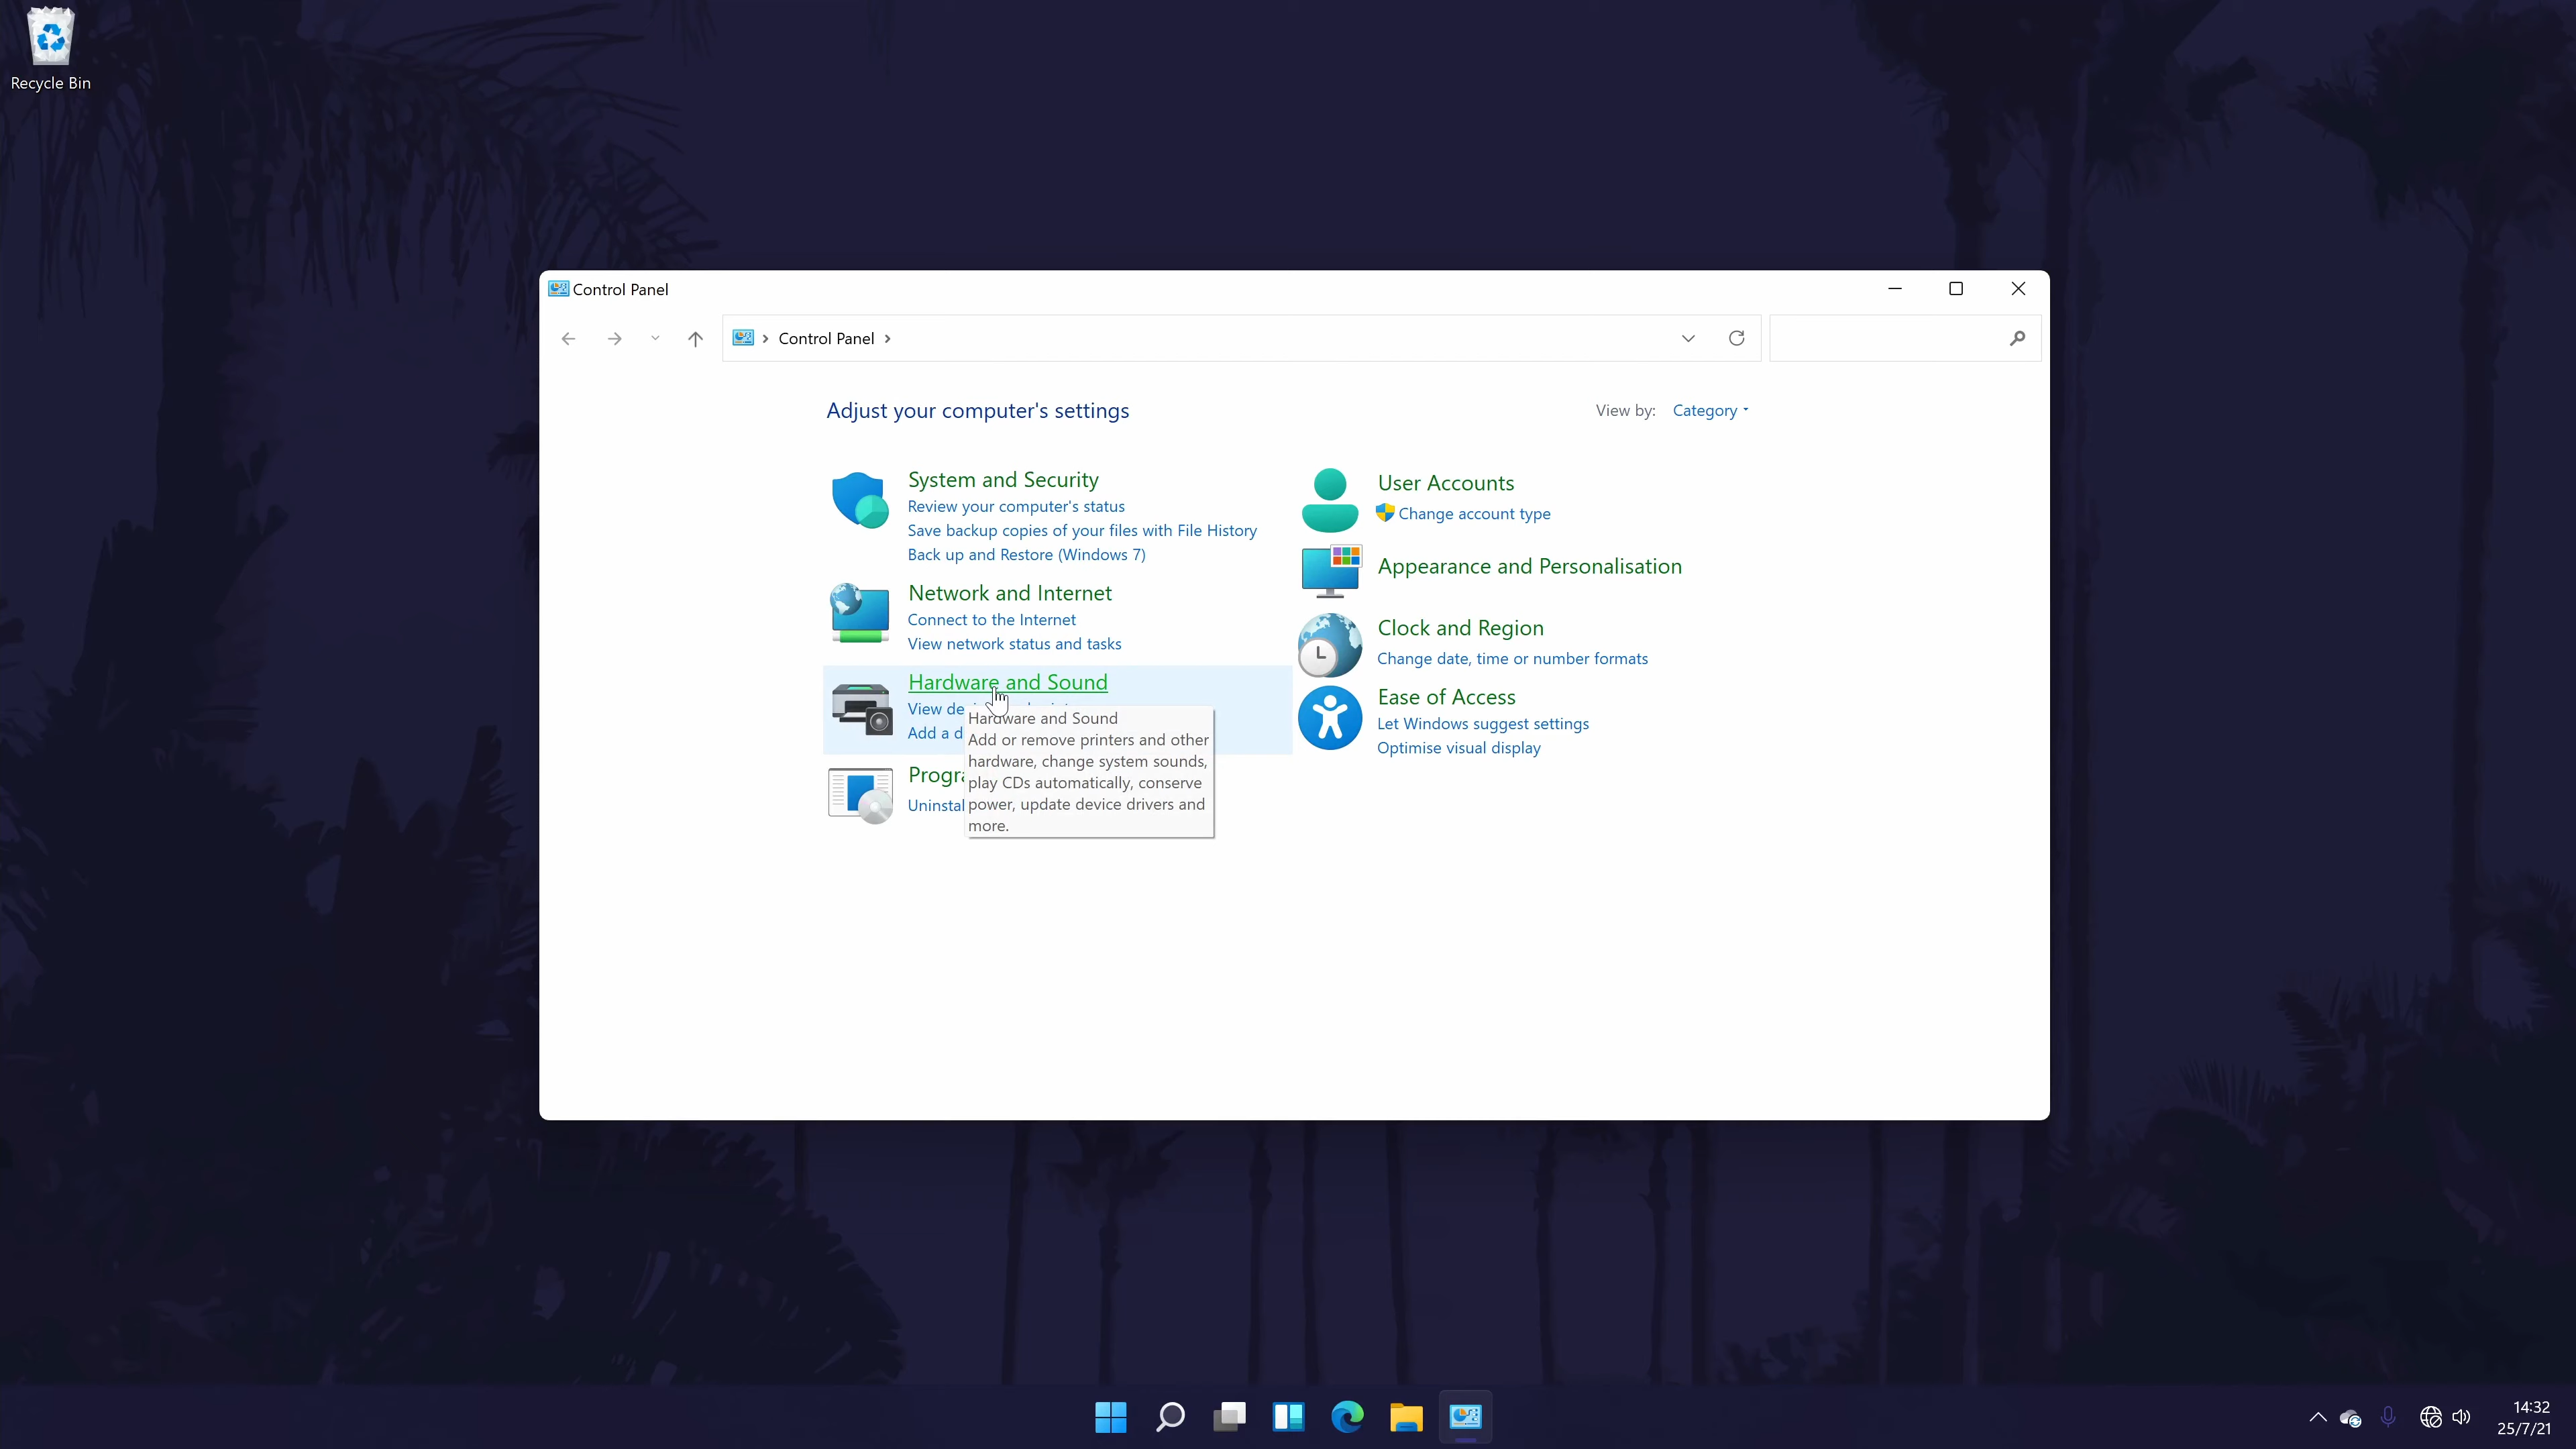 Recycle Bin
Control Panel
Control Panel
Adjust your computer's settings
View by: Category
System and Security
Review your computer's status
Save backup copies of your files with File History
Back up and Restore (Windows 7)
Network and Internet
Connect to the Internet
View network status and tasks
Hardware and Sound
View
Add a
Hardware and Sound
Add or remove printers and other
hardware, change system sounds,
play CDs automatically, conserve
power, update device drivers and
more.
User Accounts
Change account type
Appearance and Personalisation
Clock and Region
Change date, time or number formats
Ease of Access
Let Windows suggest settings
Optimise visual display
14:32
25/7/21